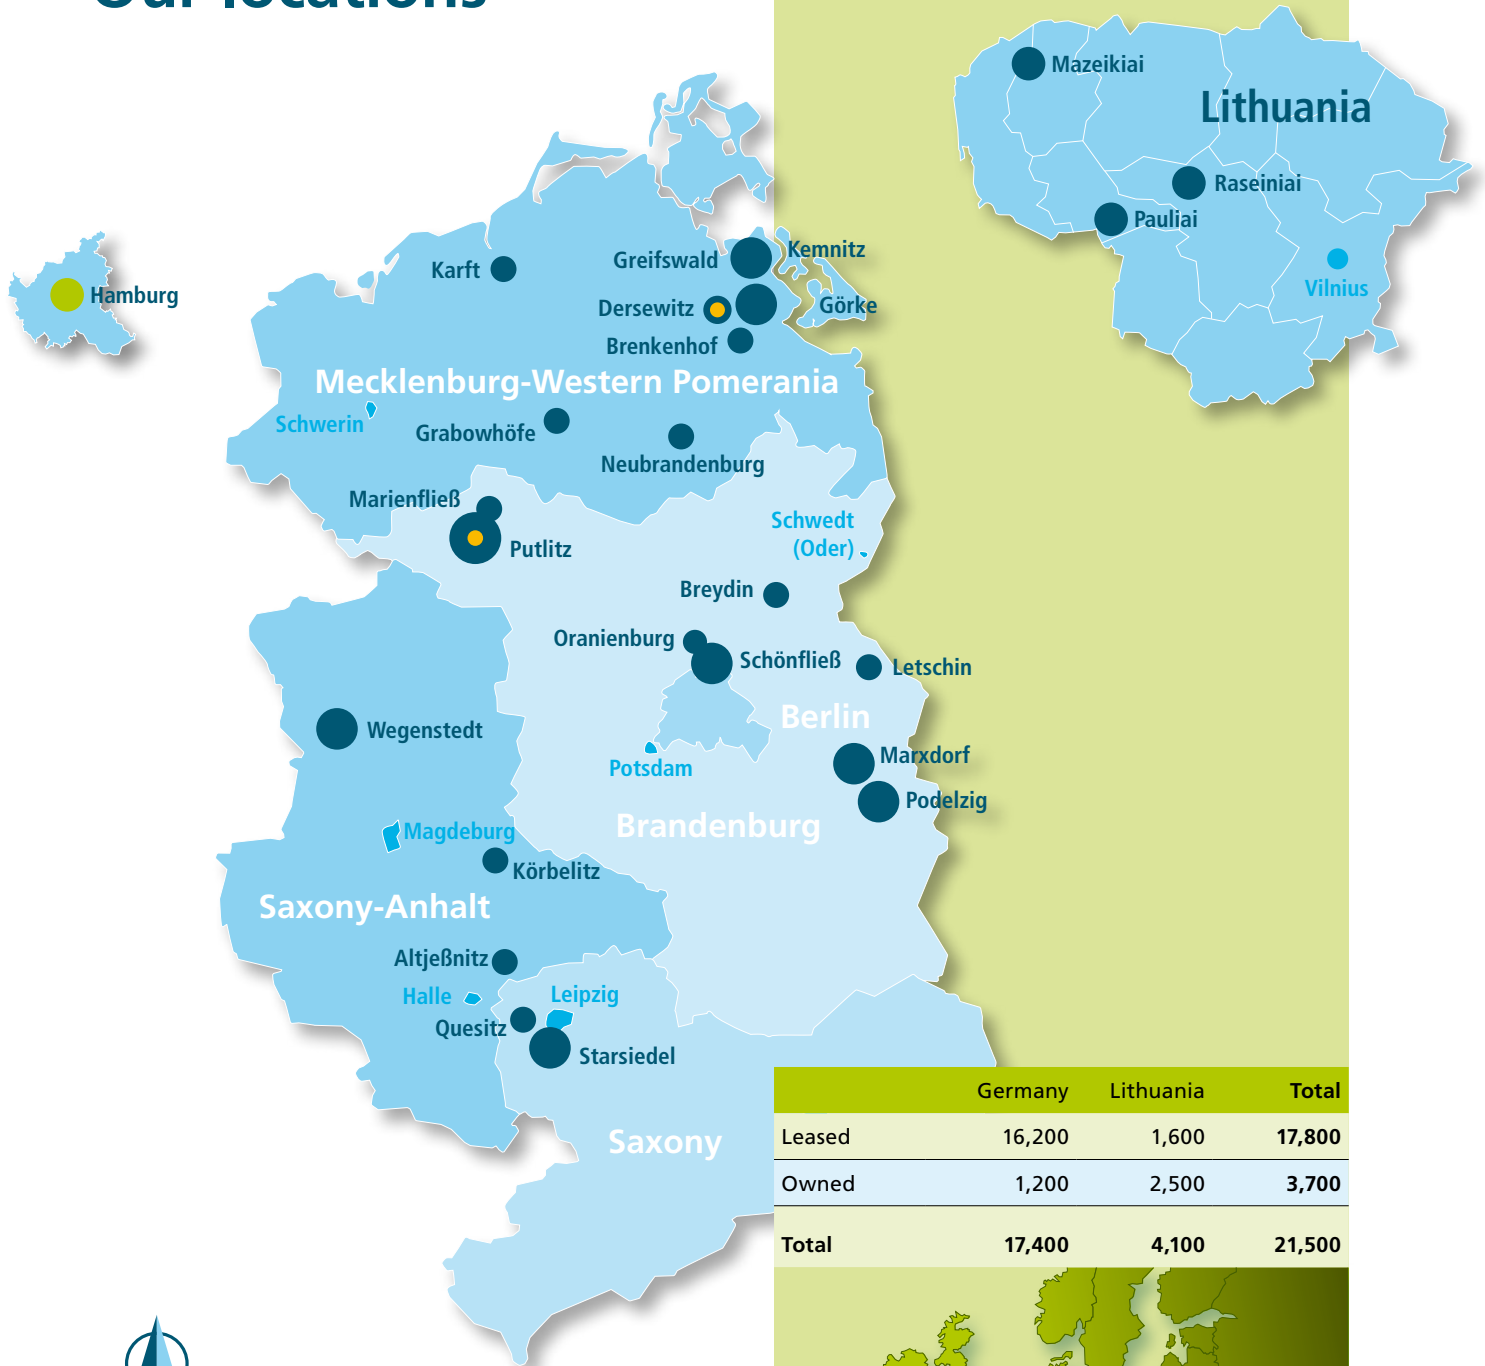 Our locations
Mazeikiai
Lithuania
Raseiniai
Pauliai
Vilnius
Hamburg
Karft
Greifswald
Kemnitz
Dersewitz
Görke
Brenkenhof
Mecklenburg-Western Pomerania
Schwerin
Grabowhöfe
Neubrandenburg
Marienfließ
Putlitz
Schwedt
(Oder)
Breydin
Oranienburg
Schönfließ
Letschin
Berlin
Wegenstedt
Marxdorf
Potsdam
Podelzig
Brandenburg
Magdeburg
Körbelitz
Saxony-Anhalt
Altjeßnitz
Halle
Leipzig
Quesitz
Starsiedel
Saxony
Germany Lithuania Total
Leased 16,200 1,600 17,800
Owned 1,200 2,500 3,700
Total 17,400 4,100 21,500